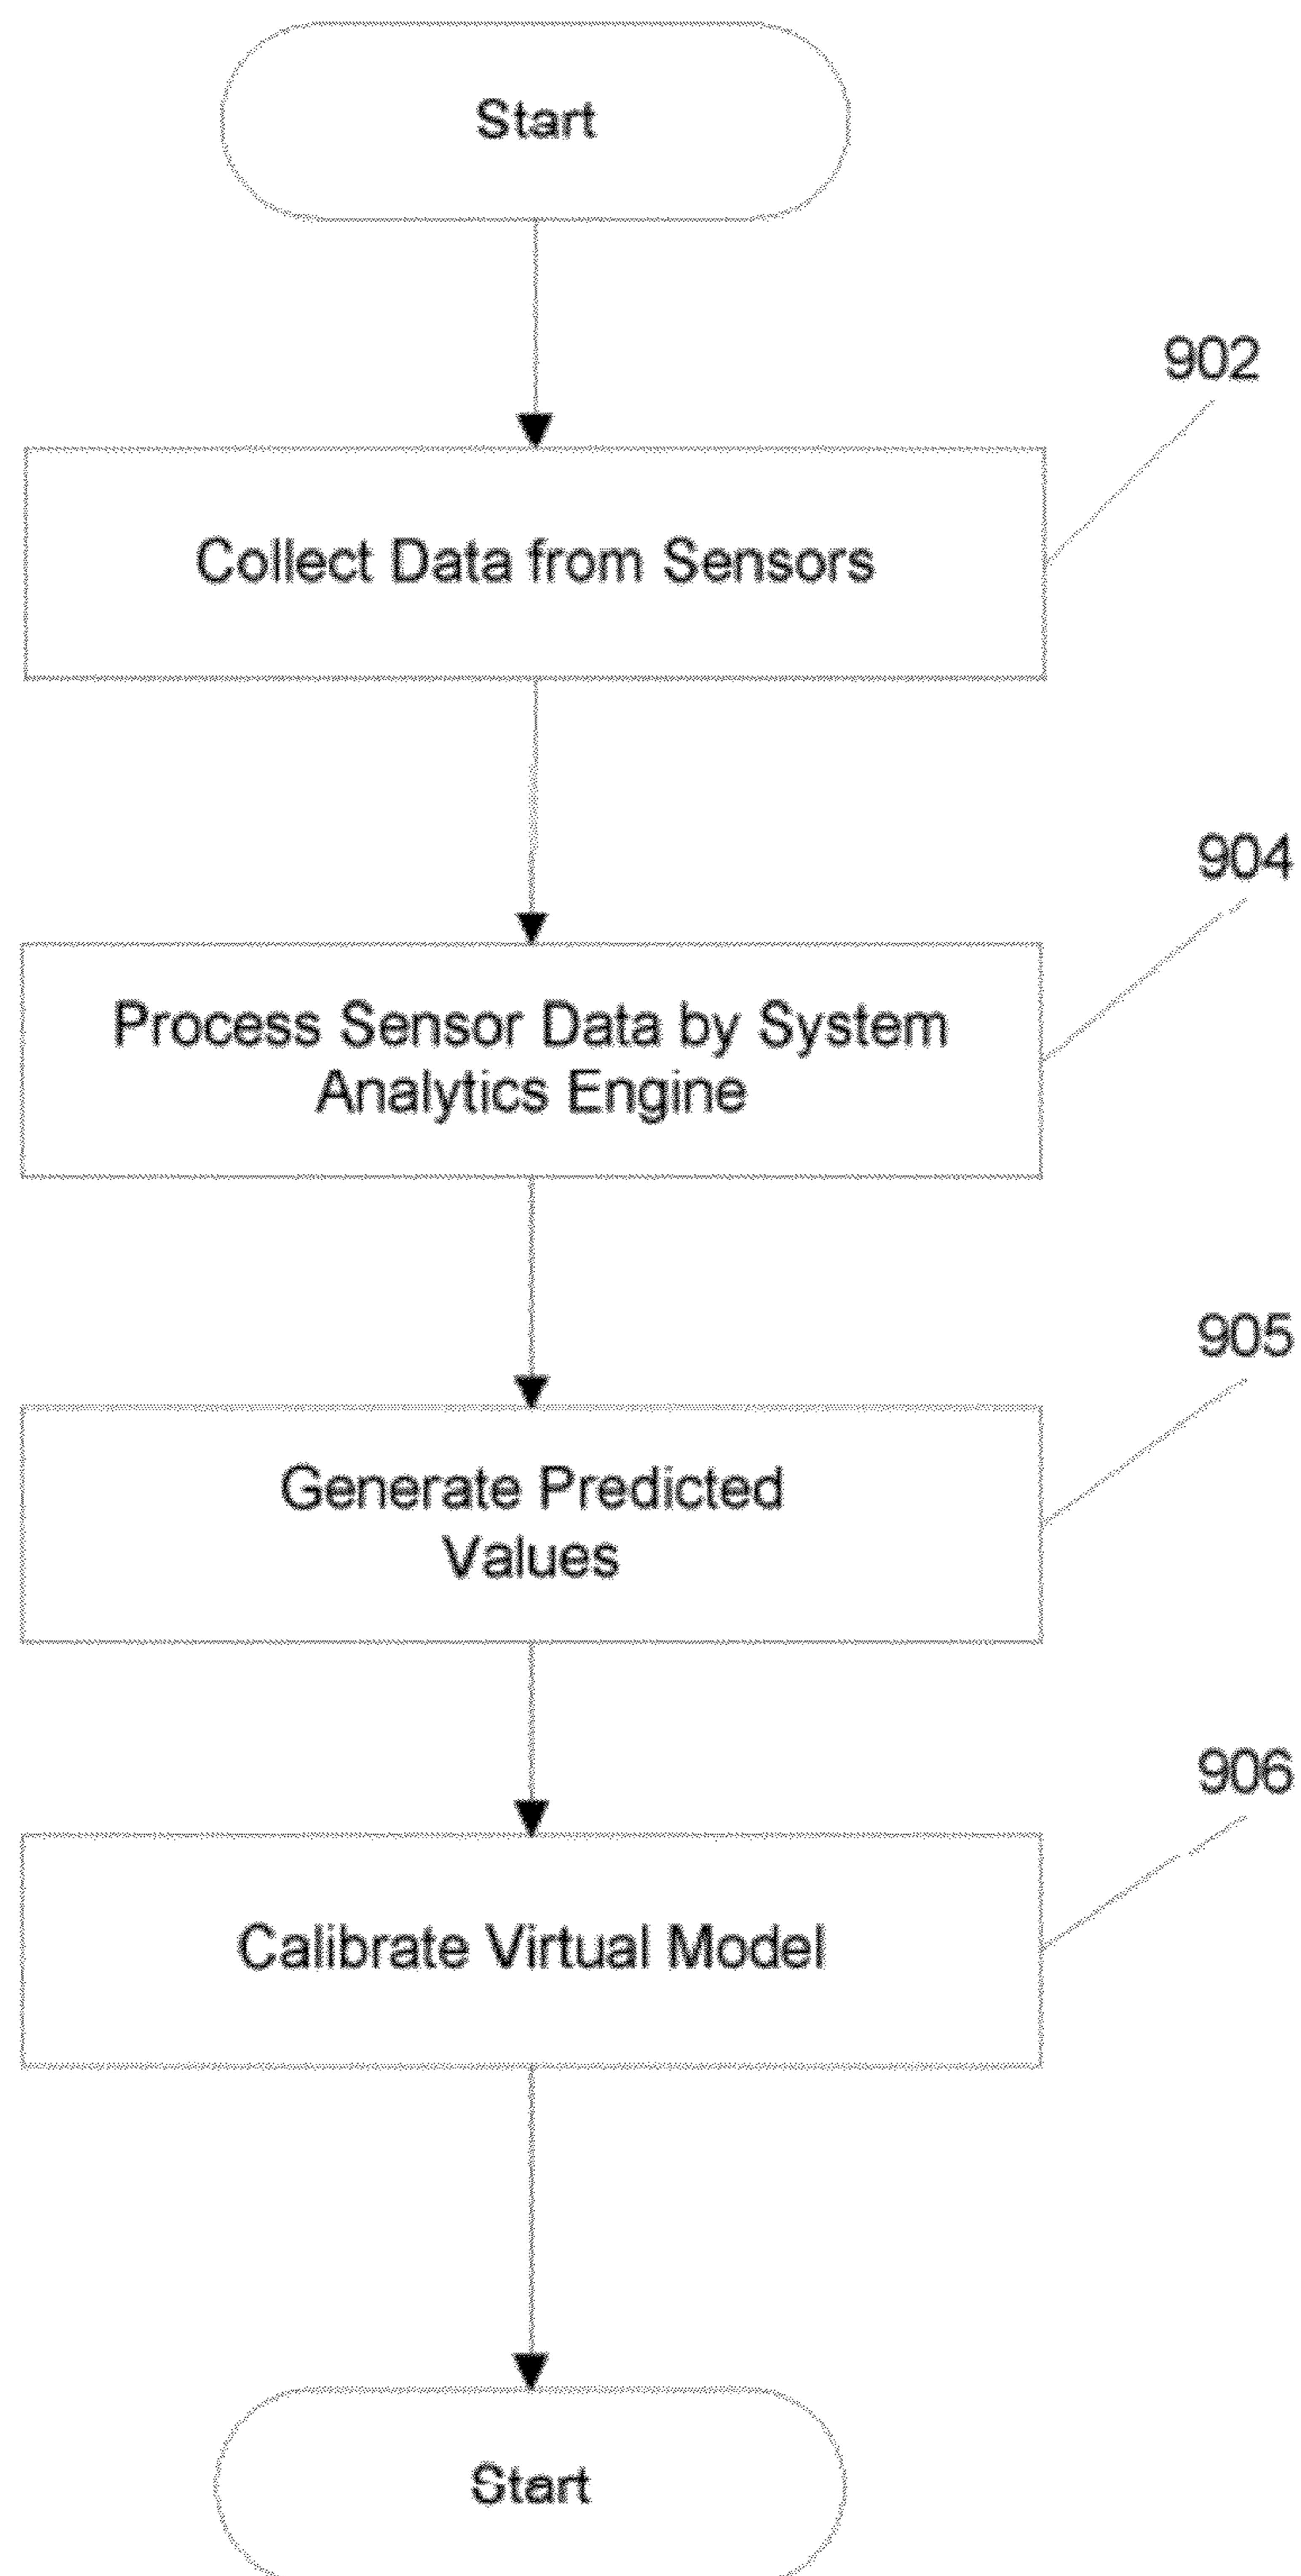 Start
902
Collect Data from Sensors
904
Process Sensor Data by System
Analytics Engine
905
Generate Predicted
Values
906
Calibrate Virtual Model
Start